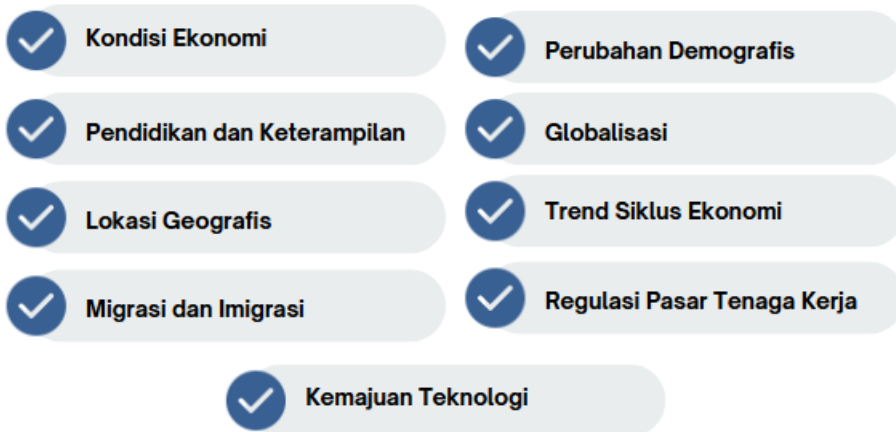 Kondisi Ekonomi
Pendidikan dan Keterampilan
Lokasi Geografis
Migrasi dan Imigrasi
Perubahan Demografis
Globalisasi
Trend Siklus Ekonomi
Regulasi Pasar Tenaga Kerja
Kemajuan Teknologi